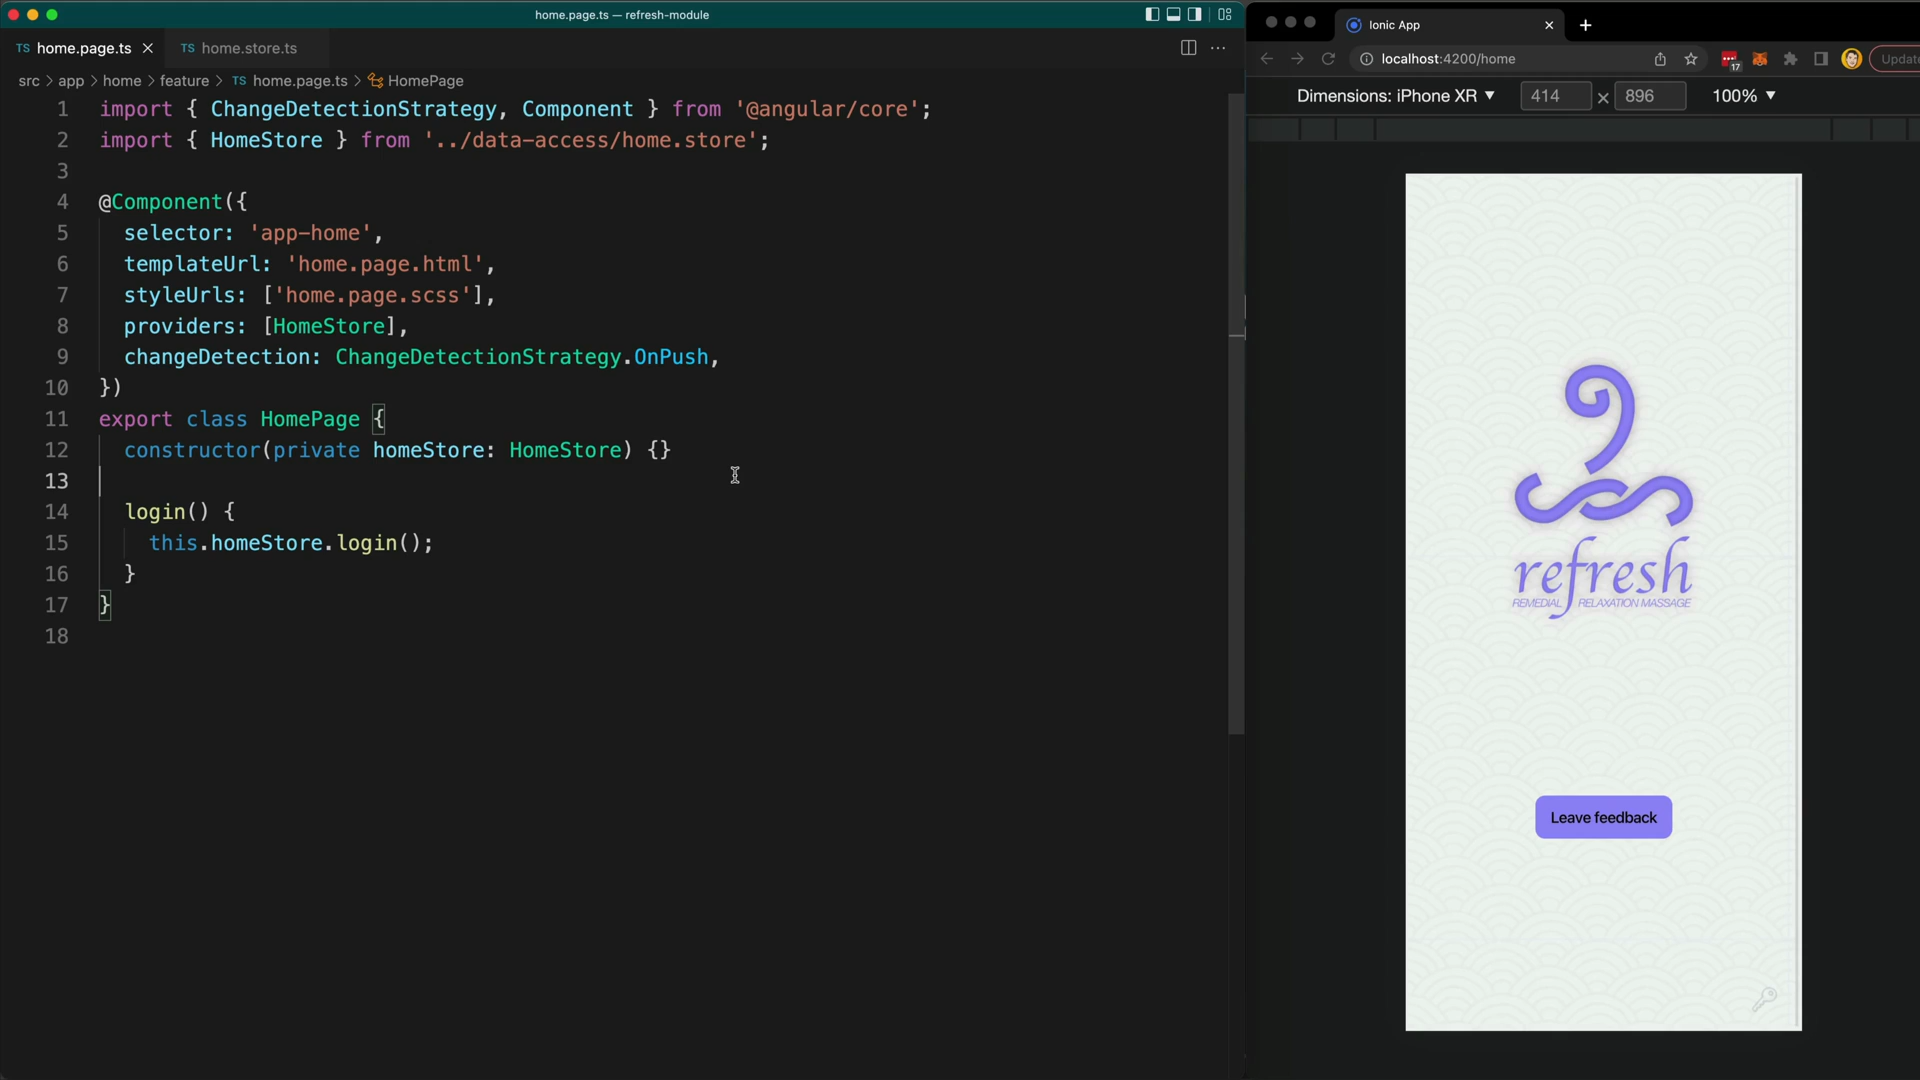 home.page.ts — refresh-module
TS home.page.ts
TS home.store.ts
src > app > home > feature > TS home.page.ts > HomePage
1 import { ChangeDetectionStrategy, Component } from '@angular/core';
2 import { HomeStore } from '../data-access/home.store';
3
4 @Component({
5   selector: 'app-home',
6   templateUrl: 'home.page.html',
7   styleUrls: ['home.page.scss'],
8   providers: [HomeStore],
9   changeDetection: ChangeDetectionStrategy.OnPush,
10 })
11 export class HomePage {
12   constructor(private homeStore: HomeStore) {}
13
14   login() {
15     this.homeStore.login();
16   }
17 }
18
Ionic App
localhost:4200/home
17
Update
Dimensions: iPhone XR ▼ 414 × 896 100% ▼
refresh
REMEDIAL RELAXATION MASSAGE
Leave feedback